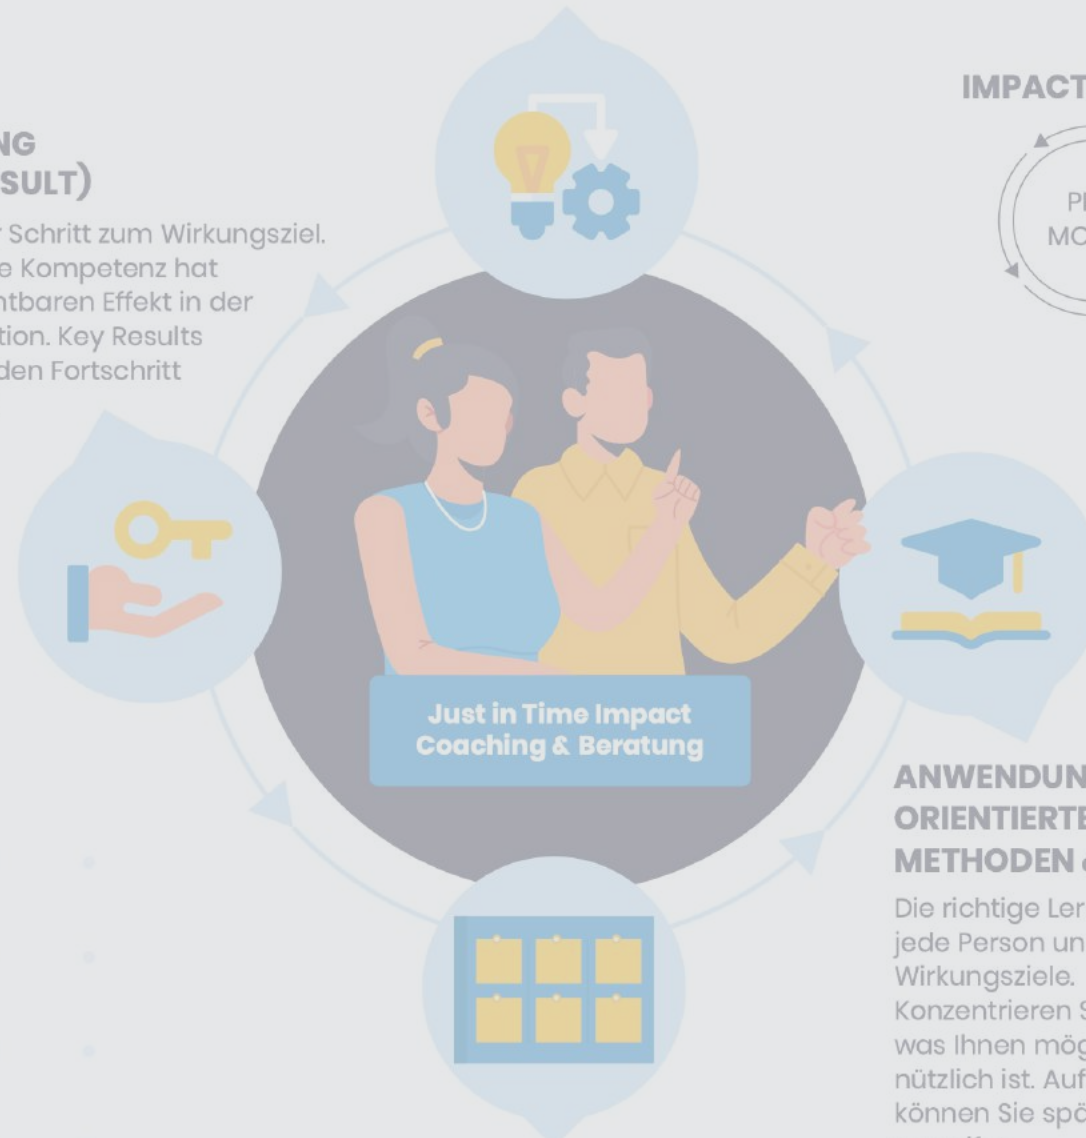 NG
SULT)
r Schritt zum Wirkungsziel.
e Kompetenz hat
htbaren Effekt in der
tion. Key Results
den Fortschritt
IMPACT
MO
Just in Time Impact
Coaching & Beratung
ANWENDUN
ORIENTIERTE
METHODEN
Die richtige Ler
jede Person un
Wirkungsziele.
Konzentrieren S
was Ihnen mög
nützlich ist. Auf
können Sie spä